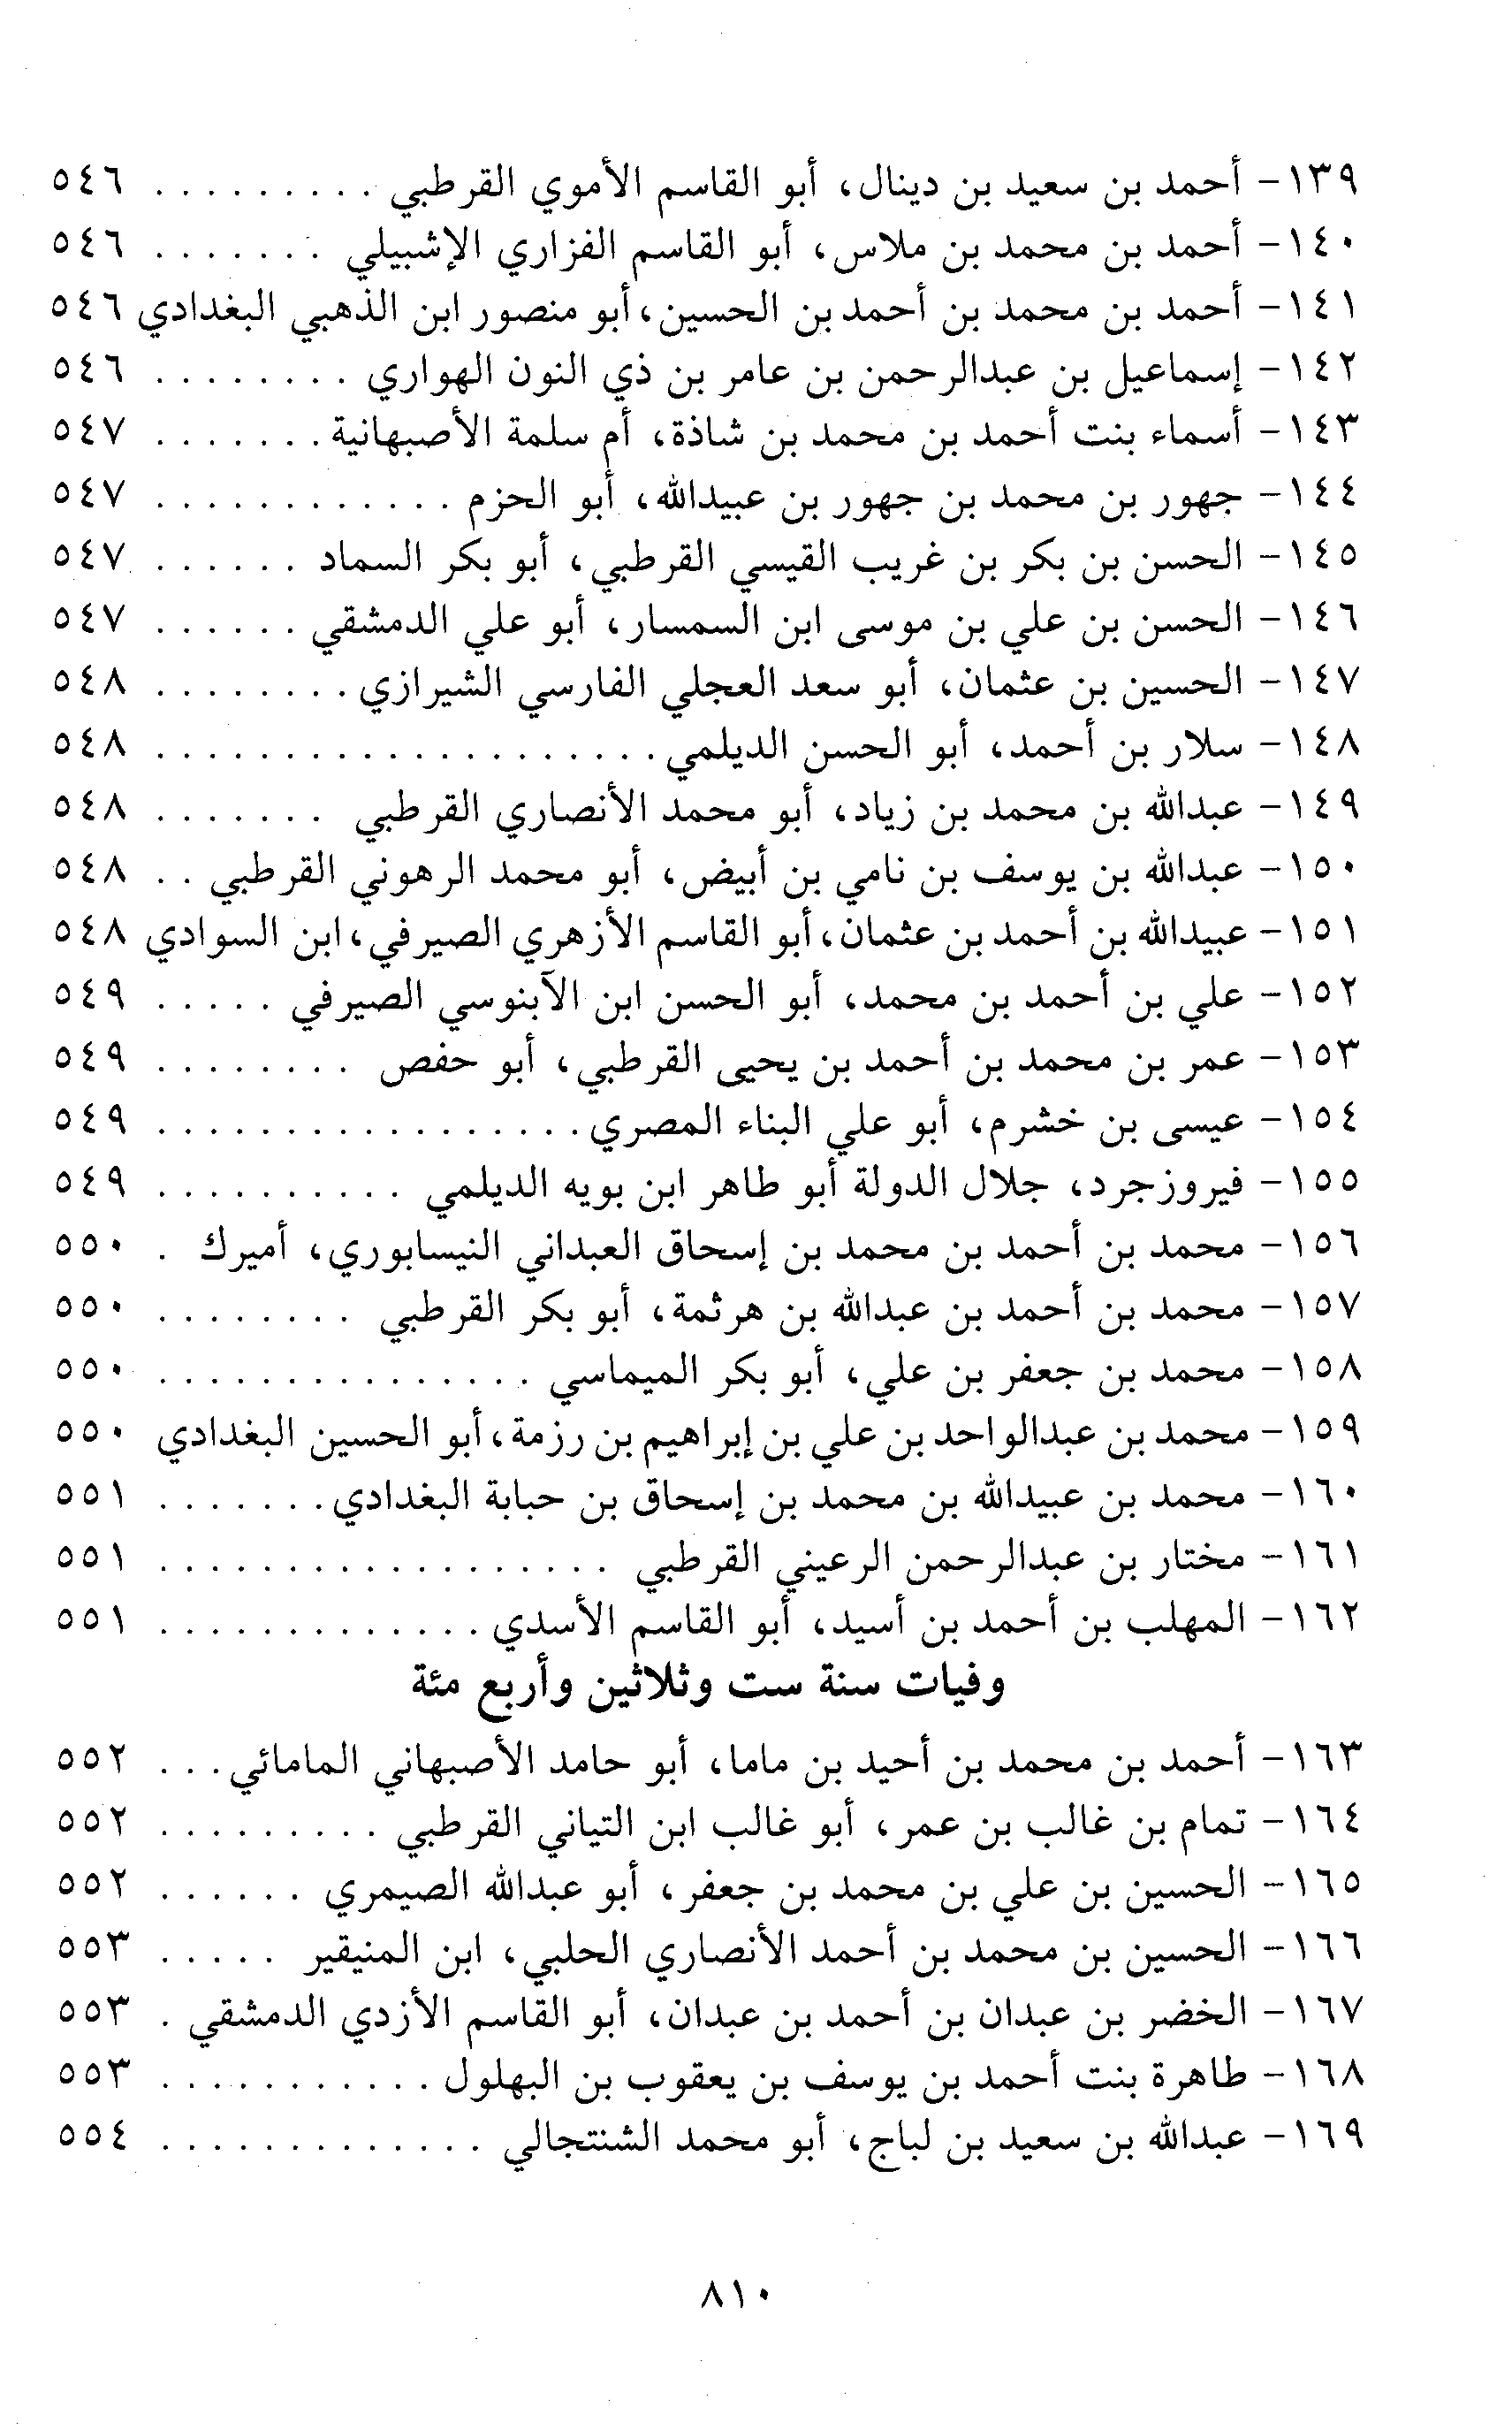 ١٣٩- أحمد بن سعيد بن دينال، أبو القاسم الأموي القرطبي . . . . . . . . . ٥٤٦
١٤٠- أحمد بن محمد بن ملاس، أبو القاسم الفزاري الإشبيلي . . . . . . . ٥٤٦
١٤١- أحمد بن محمد بن أحمد بن الحسين، أبو منصور ابن الذهبي البغدادي ٥٤٦
١٤٢- إسماعيل بن عبدالرحمن بن عامر بن ذي النون الهواري . . . . . . . . ٥٤٦
١٤٣- أسماء بنت أحمد بن محمد بن شاذة، أم سلمة الأصبهانية . . . . . . . ٥٤٧
١٤٤- جهور بن محمد بن جهور بن عبيدالله، أبو الحزم . . . . . . . . . . . . ٥٤٧
١٤٥- الحسن بن بكر بن غريب القيسي القرطبي، أبو بكر السماد . . . . . . ٥٤٧
١٤٦- الحسن بن علي بن موسى ابن السمسار، أبو علي الدمشقي . . . . . . ٥٤٧
١٤٧- الحسين بن عثمان، أبو سعد العجلي الفارسي الشيرازي . . . . . . . . ٥٤٨
١٤٨- سلار بن أحمد، أبو الحسن الديلمي . . . . . . . . . . . . . . . . . . . . ٥٤٨
١٤٩- عبدالله بن محمد بن زياد، أبو محمد الأنصاري القرطبي . . . . . . . ٥٤٨
١٥٠- عبدالله بن يوسف بن نامي بن أبيض، أبو محمد الرهوني القرطبي . . ٥٤٨
١٥١- عبيدالله بن أحمد بن عثمان، أبو القاسم الأزهري الصيرفي، ابن السوادي ٥٤٨
١٥٢- علي بن أحمد بن محمد، أبو الحسن ابن الآبنوسي الصيرفي . . . . . ٥٤٩
١٥٣- عمر بن محمد بن أحمد بن يحيى القرطبي، أبو حفص . . . . . . . . ٥٤٩
١٥٤- عيسى بن خشرم، أبو علي البناء المصري . . . . . . . . . . . . . . . . . ٥٤٩
١٥٥- فيروزجرد، جلال الدولة أبو طاهر ابن بويه الديلمي . . . . . . . . . . ٥٤٩
١٥٦- محمد بن أحمد بن محمد بن إسحاق العبداني النيسابوري، أميرك . ٥٥٠
١٥٧- محمد بن أحمد بن عبدالله بن هرثمة، أبو بكر القرطبي . . . . . . . . ٥٥٠
١٥٨- محمد بن جعفر بن علي، أبو بكر الميماسي . . . . . . . . . . . . . . . ٥٥٠
١٥٩- محمد بن عبدالواحد بن علي بن إبراهيم بن رزمة، أبو الحسين البغدادي ٥٥٠
١٦٠- محمد بن عبيدالله بن محمد بن إسحاق بن حبابة البغدادي . . . . . . . ٥٥١
١٦١- مختار بن عبدالرحمن الرعيني القرطبي . . . . . . . . . . . . . . . . . . ٥٥١
١٦٢- المهلب بن أحمد بن أسيد، أبو القاسم الأسدي . . . . . . . . . . . . . ٥٥١
وفيات سنة ست وثلاثين وأربع مئة
١٦٣- أحمد بن محمد بن أحيد بن ماما، أبو حامد الأصبهاني المامائي . . . ٥٥٢
١٦٤- تمام بن غالب بن عمر، أبو غالب ابن التياني القرطبي . . . . . . . . . ٥٥٢
١٦٥- الحسين بن علي بن محمد بن جعفر، أبو عبدالله الصيمري . . . . . . ٥٥٢
١٦٦- الحسين بن محمد بن أحمد الأنصاري الحلبي، ابن المنيقير . . . . . ٥٥٣
١٦٧- الخضر بن عبدان بن أحمد بن عبدان، أبو القاسم الأزدي الدمشقي . ٥٥٣
١٦٨- طاهرة بنت أحمد بن يوسف بن يعقوب بن البهلول . . . . . . . . . . . ٥٥٣
١٦٩- عبدالله بن سعيد بن لباج، أبو محمد الشنتجالي . . . . . . . . . . . . . ٥٥٤
٨١٠